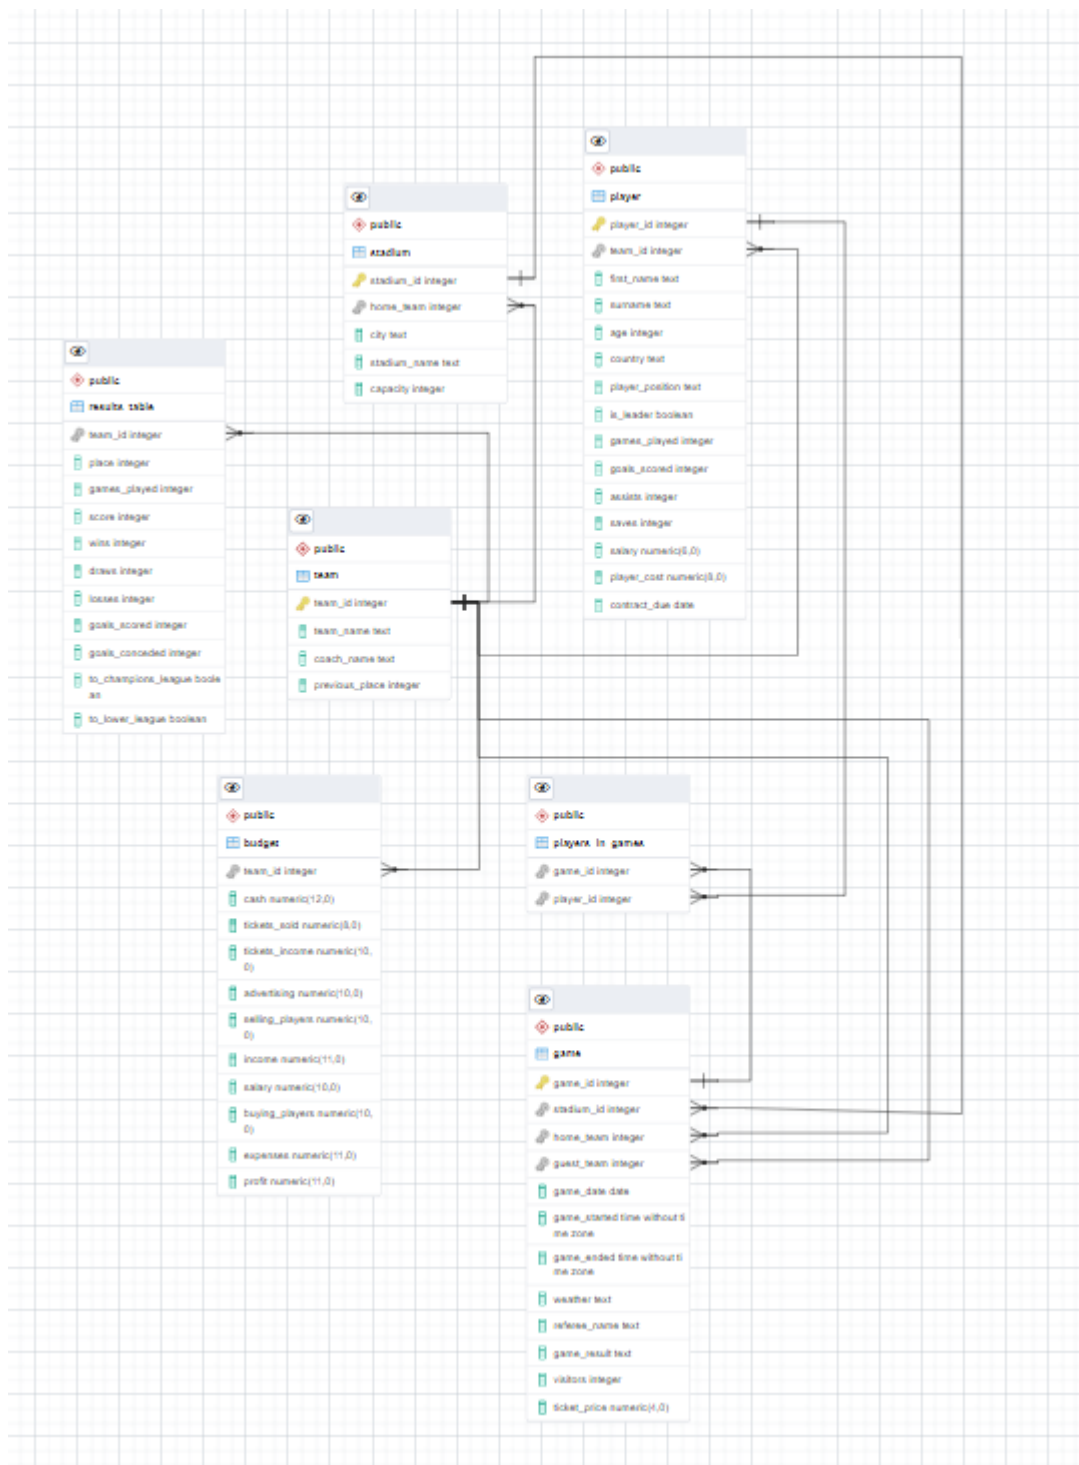 public
player
player_id integer
team_id integer
first_name text
surname text
age integer
country text
player_position text
is_leader boolean
games_played integer
goals_scored integer
assists integer
saves integer
salary numeric(6,0)
player_cost numeric(8,0)
contract_due date
public
stadium
stadium_id integer
home_team integer
city text
stadium_name text
capacity integer
public
results_table
team_id integer
place integer
games_played integer
score integer
wins integer
draws integer
losses integer
goals_scored integer
goals_conceded integer
to_champions_league boole
an
to_lower_league boolean
public
team
team_id integer
team_name text
coach_name text
previous_place integer
public
budget
team_id integer
cash numeric(12,0)
tickets_sold numeric(8,0)
tickets_income numeric(10,
0)
advertising numeric(10,0)
selling_players numeric(10,
0)
income numeric(11,0)
salary numeric(10,0)
buying_players numeric(10,
0)
expenses numeric(11,0)
profit numeric(11,0)
public
players_in_games
game_id integer
player_id integer
public
game
game_id integer
stadium_id integer
home_team integer
guest_team integer
game_date date
game_started time without ti
me zone
game_ended time without ti
me zone
weather text
referee_name text
game_result text
visitors integer
ticket_price numeric(4,0)